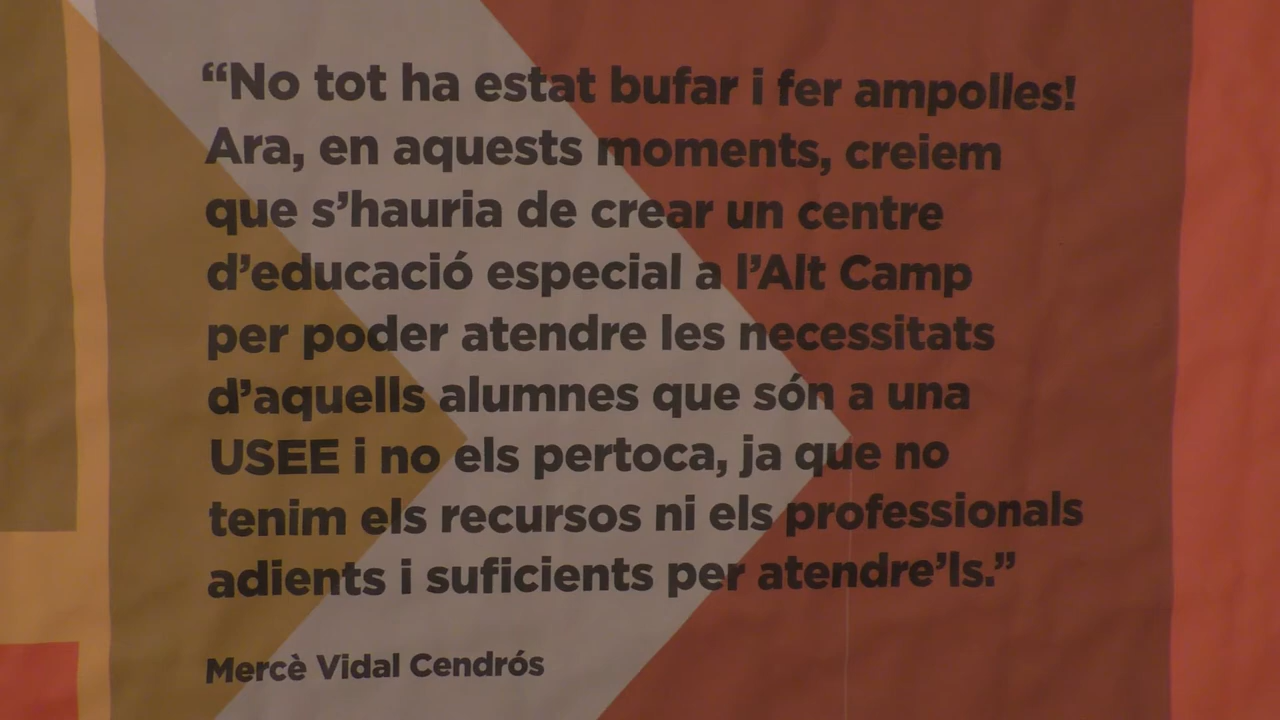 “No tot ha estat bufar i fer ampolles!
Ara, en aquests moments, creiem
que s’hauria de crear un centre
d’educació especial a l’Alt Camp
per poder atendre les necessitats
d’aquells alumnes que són a una
USEE i no els pertoca, ja que no
tenim els recursos ni els professionals
adients i suficients per atendre’ls.”
Mercè Vidal Cendrós